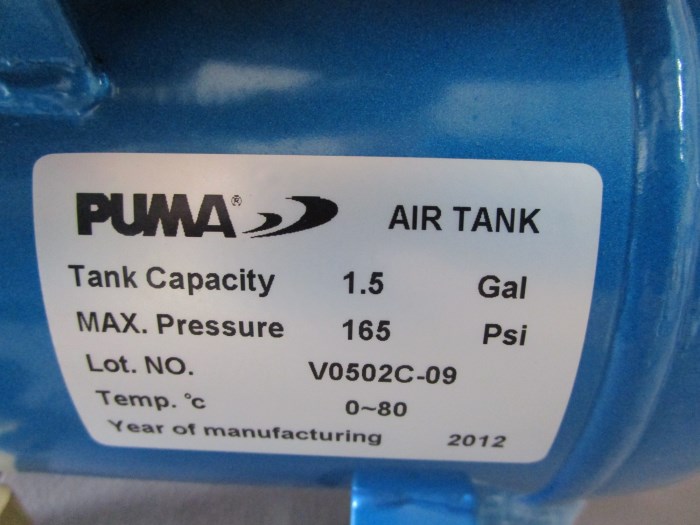 PUMA® AIR TANK
Tank Capacity 1.5 Gal
MAX. Pressure 165 Psi
Lot. NO. V0502C-09
Temp. °c 0~80
Year of manufacturing 2012